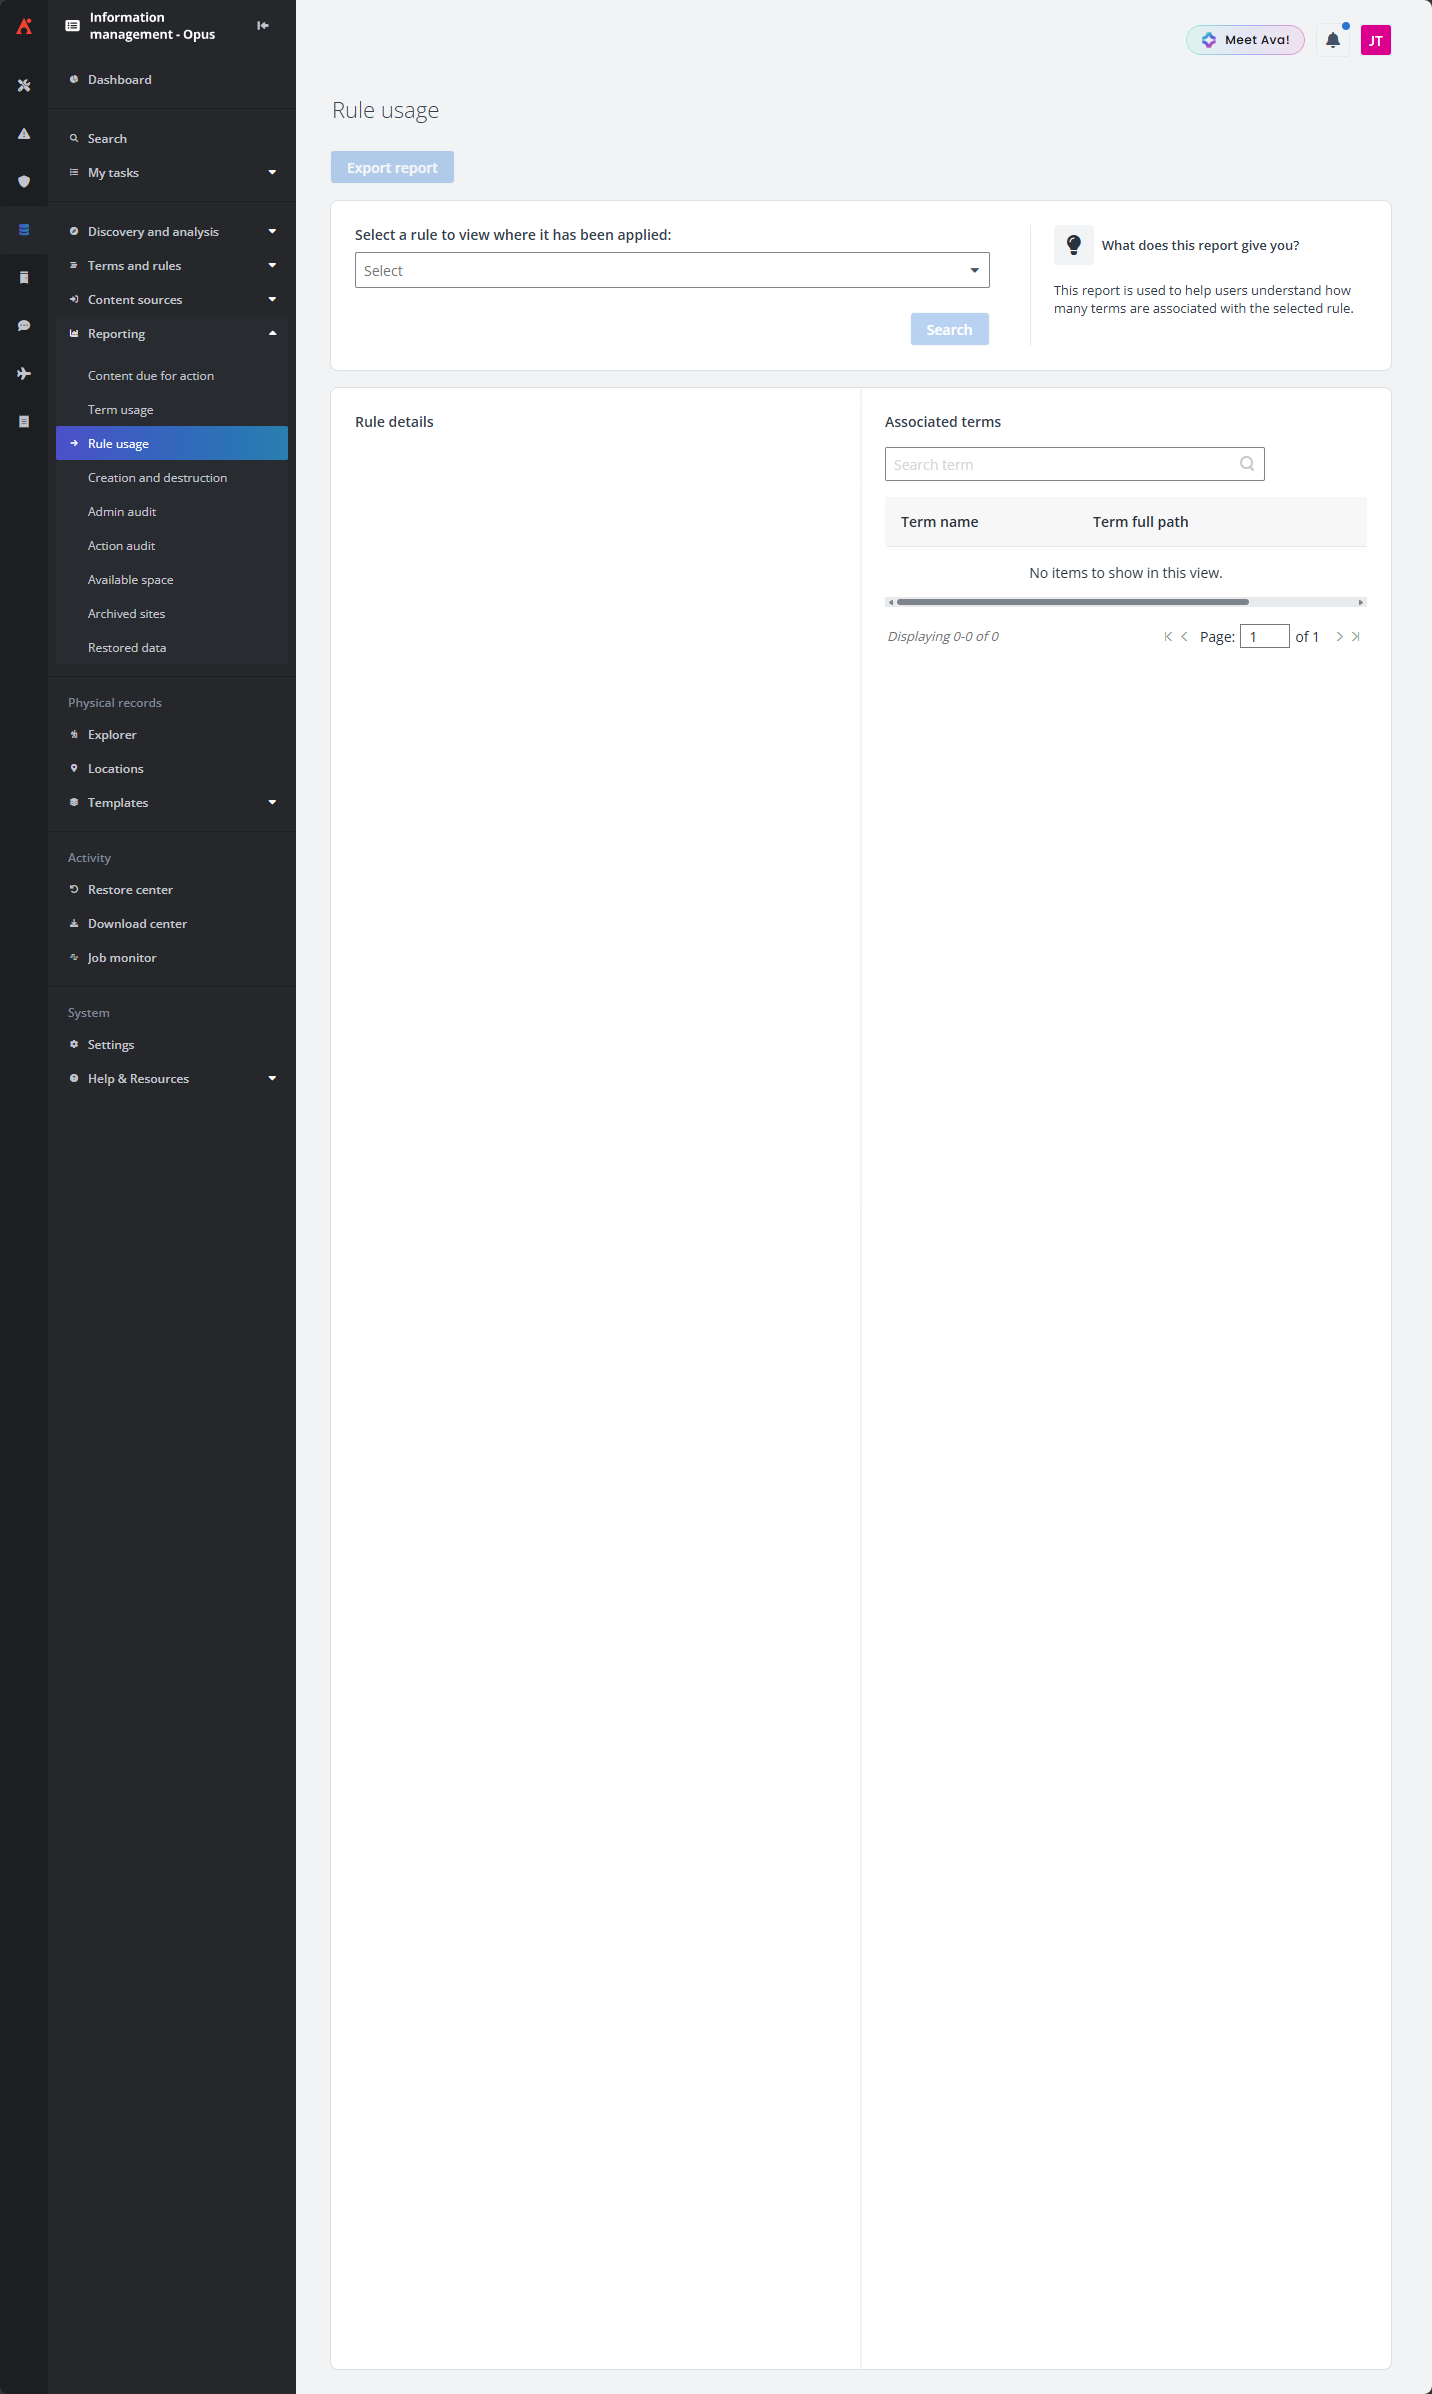 Information
management - Opus
Dashboard
Search
My tasks
Discovery and analysis
Terms and rules
Content sources
Reporting
Content due for action
Term usage
Rule usage
Creation and destruction
Admin audit
Action audit
Available space
Archived sites
Restored data
Physical records
Explorer
Locations
Templates
Activity
Restore center
Download center
Job monitor
System
Settings
Help & Resources
Meet Ava!
JT
Rule usage
Export report
Select a rule to view where it has been applied:
Select
Search
What does this report give you?
This report is used to help users understand how
many terms are associated with the selected rule.
Rule details
Associated terms
Search term
Term name Term full path
No items to show in this view.
Displaying 0-0 of 0 Page: 1 of 1